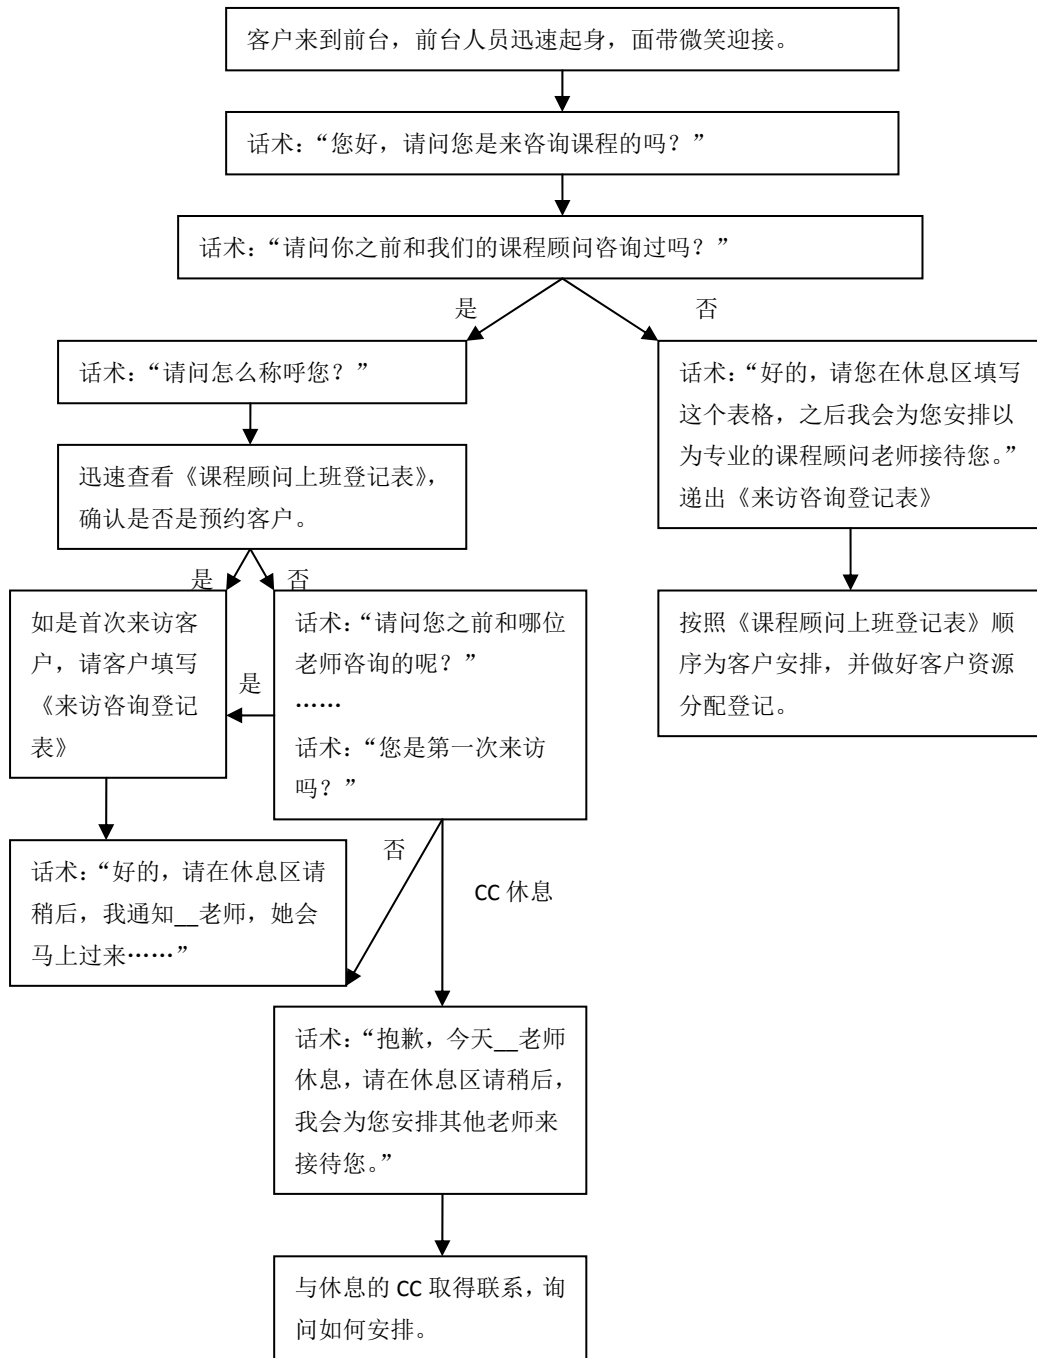 客户来到前台，前台人员迅速起身，面带微笑迎接。
话术：“您好，请问您是来咨询课程的吗？”
话术：“请问你之前和我们的课程顾问咨询过吗？”
是
否
话术：“请问怎么称呼您？”
迅速查看《课程顾问上班登记表》，
确认是否是预约客户。
话术：“好的，请您在休息区填写
这个表格，之后我会为您安排以
为专业的课程顾问老师接待您。”
递出《来访咨询登记表》
是
否
如是首次来访客
户，请客户填写
《来访咨询登记
表》
是
话术：“请问您之前和哪位
老师咨询的呢？”
……
话术：“您是第一次来访
吗？”
按照《课程顾问上班登记表》顺
序为客户安排，并做好客户资源
分配登记。
话术：“好的，请在休息区请
稍后，我通知__老师，她会
马上过来……”
否
CC 休息
话术：“抱歉，今天__老师
休息，请在休息区请稍后，
我会为您安排其他老师来
接待您。”
与休息的 CC 取得联系，询
问如何安排。